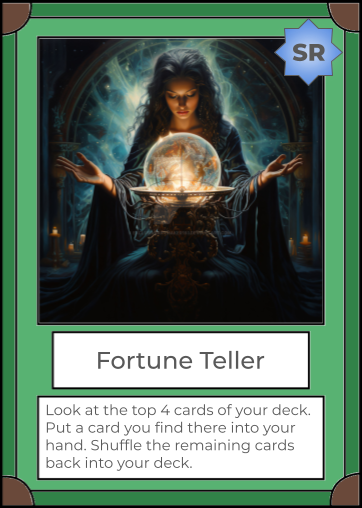 SR
Fortune Teller
Look at the top 4 cards of your deck.
Put a card you find there into your
hand. Shuffle the remaining cards
back into your deck.